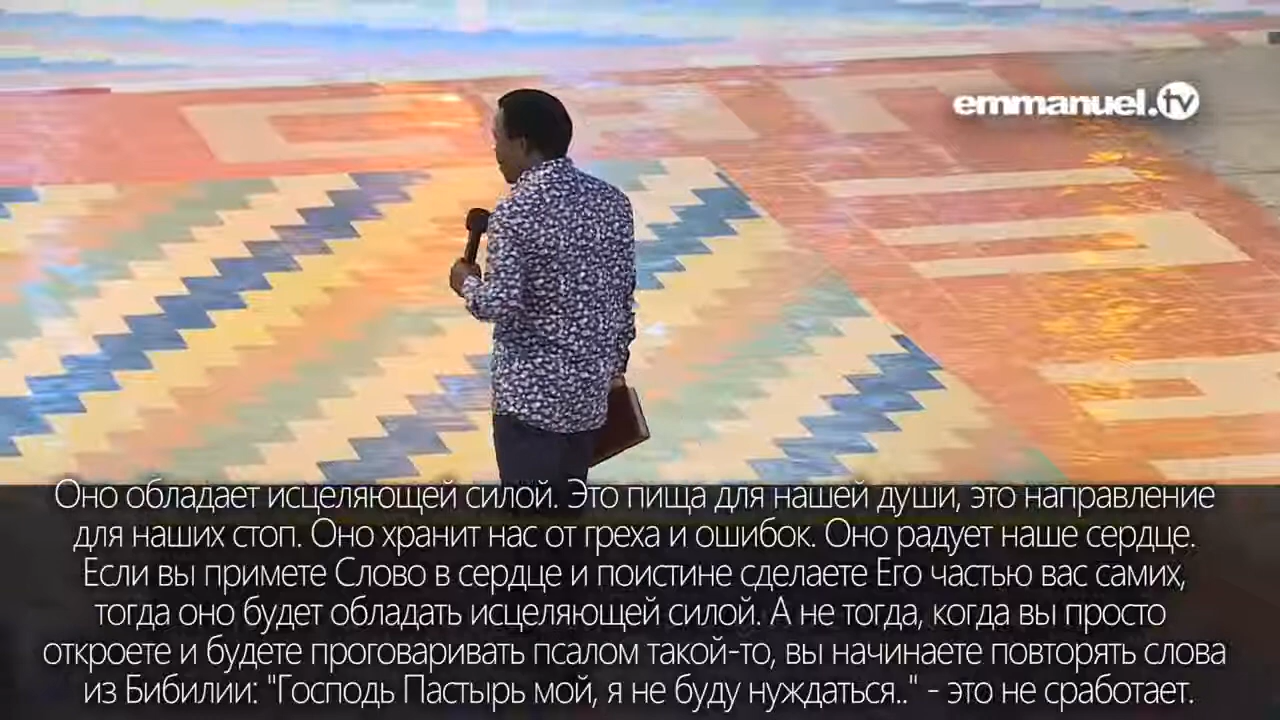 emmanuel.tv
Оно обладает исцеляющей силой. Это пища для нашей души, это направление
для наших стоп. Оно хранит нас от греха и ошибок. Оно радует наше сердце.
Если вы примете Слово в сердце и поистине сделаете Его частью вас самих,
тогда оно будет обладать исцеляющей силой. А не тогда, когда вы просто
откроете и будете проговаривать псалом такой-то, вы начинаете повторять слова
из Бибилии: "Господь Пастырь мой, я не буду нуждаться.." - это не сработает.